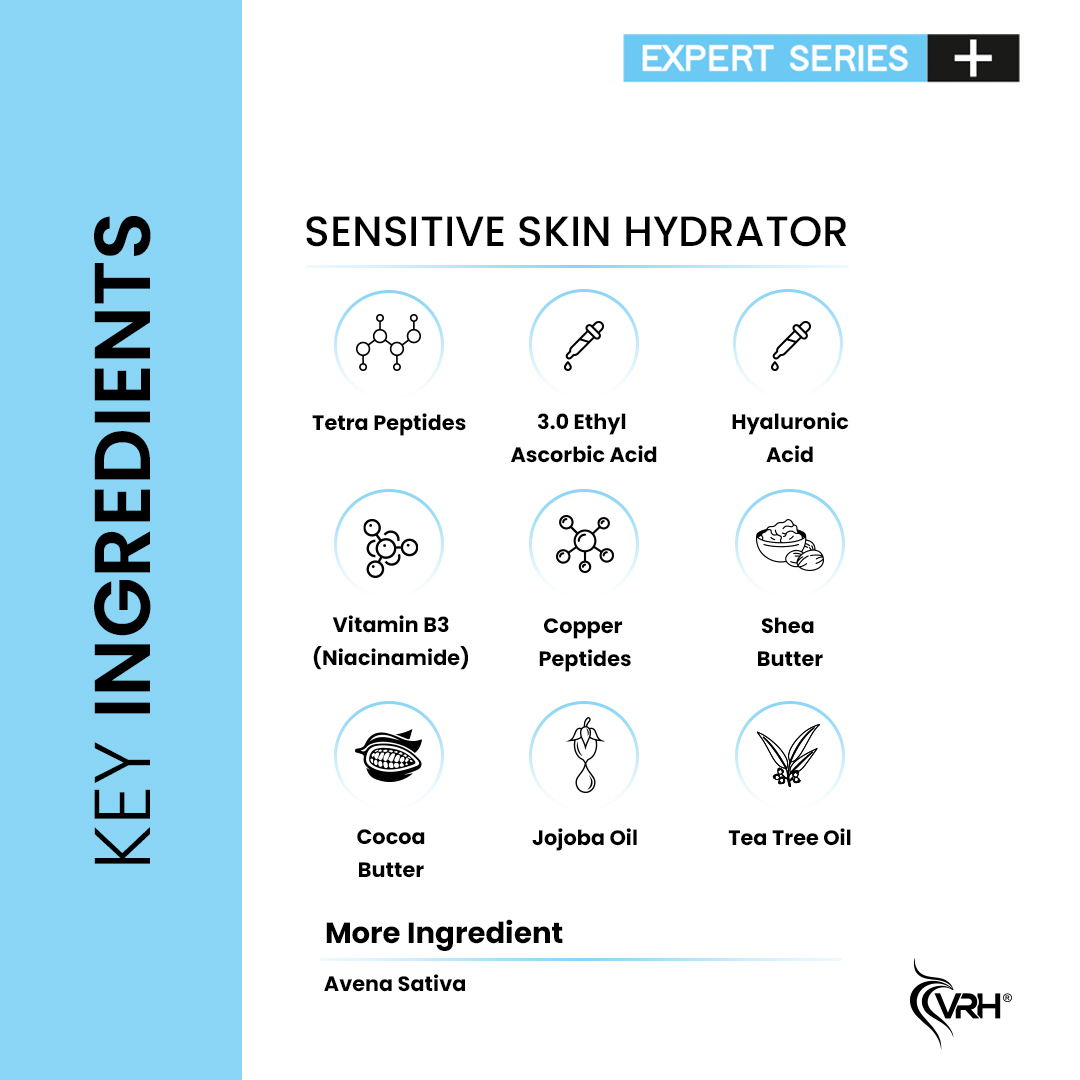 EXPERT SERIES +
KEY INGREDIENTS
SENSITIVE SKIN HYDRATOR
Tetra Peptides
3.0 Ethyl
Ascorbic Acid
Hyaluronic
Acid
Vitamin B3
(Niacinamide)
Copper
Peptides
Shea
Butter
Cocoa
Butter
Jojoba Oil
Tea Tree Oil
More Ingredient
Avena Sativa
VRH®